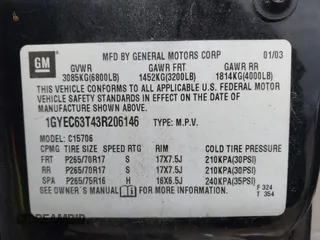 GM
MFD BY GENERAL MOTORS CORP 01/03
GVWR GAWR FRT GAWR RR
3085KG(6800LB) 1452KG(3200LB) 1814KG(4000LB)
THIS VEHICLE CONFORMS TO ALL APPLICABLE U.S. FEDERAL MOTOR
VEHICLE SAFETY STANDARDS IN EFFECT ON THE DATE OF
MANUFACTURE SHOWN ABOVE.
1GYEC63T43R206146 TYPE: M.P.V.
MODEL: C15706
CPMG TIRE SIZE SPEED RTG RIM COLD TIRE PRESSURE
FRT P265/70R17 S 17X7.5J 210KPA(30PSI)
RR P265/70R17 S 17X7.5J 210KPA(30PSI)
SPA P265/75R16 H 16X6.5J 240KPA(35PSI)
SEE OWNER'S MANUAL FOR MORE INFORMATION
F 324
T 354